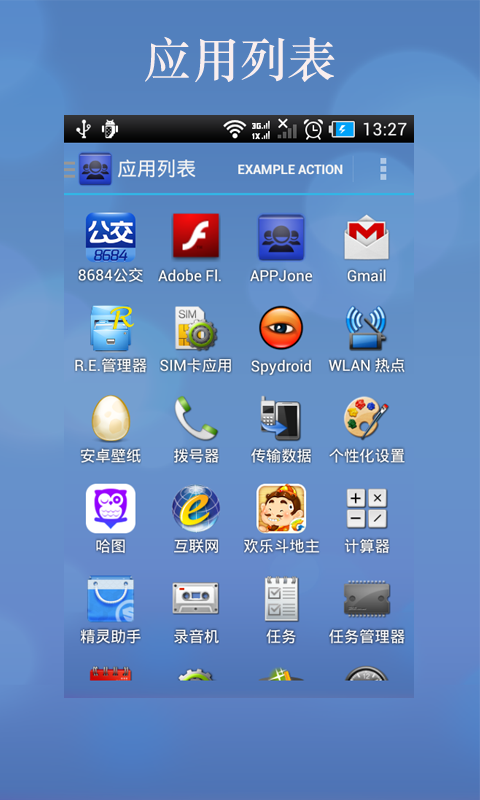 应用列表
3G 1X 13:27
应用列表 EXAMPLE ACTION
公交
8684
8684公交 Adobe Fl. APPJone Gmail
R SIM
R.E.管理器 SIM卡应用 Spydroid WLAN 热点
安卓壁纸 拨号器 传输数据 个性化设置
哈图 互联网 欢乐斗地主 计算器
精灵助手 录音机 任务 任务管理器